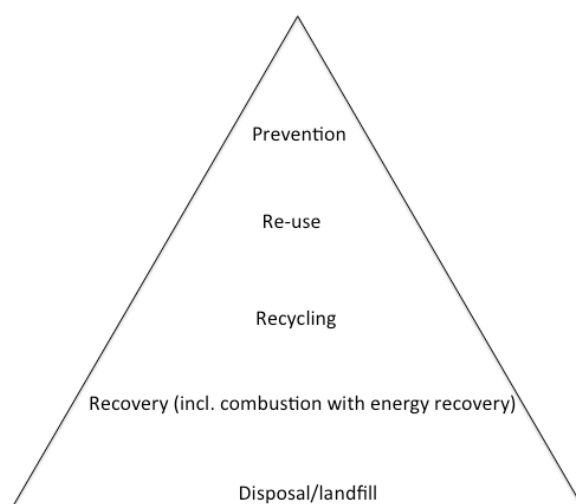 Prevention
Re-use
Recycling
Recovery (incl. combustion with energy recovery)
Disposal/landfill